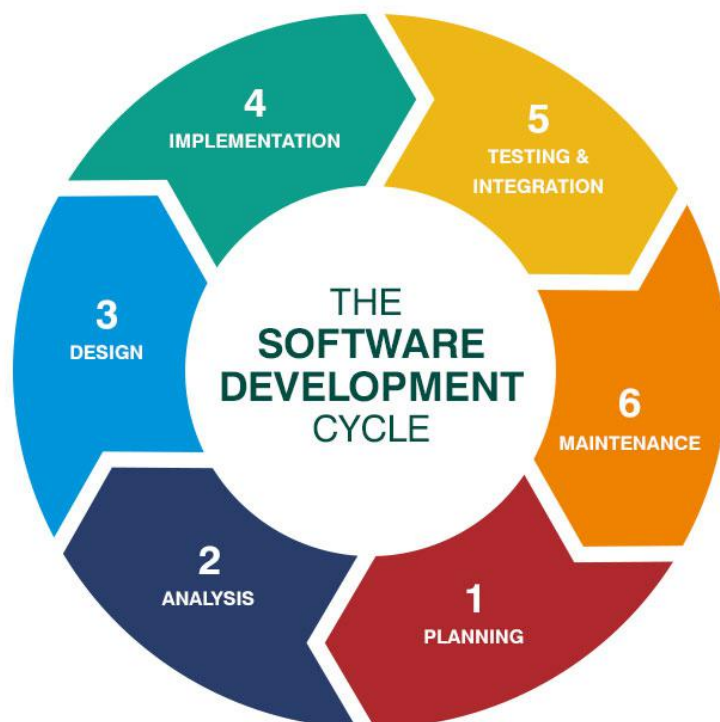 THE
SOFTWARE
DEVELOPMENT
CYCLE
1
PLANNING
2
ANALYSIS
3
DESIGN
4
IMPLEMENTATION
5
TESTING &
INTEGRATION
6
MAINTENANCE